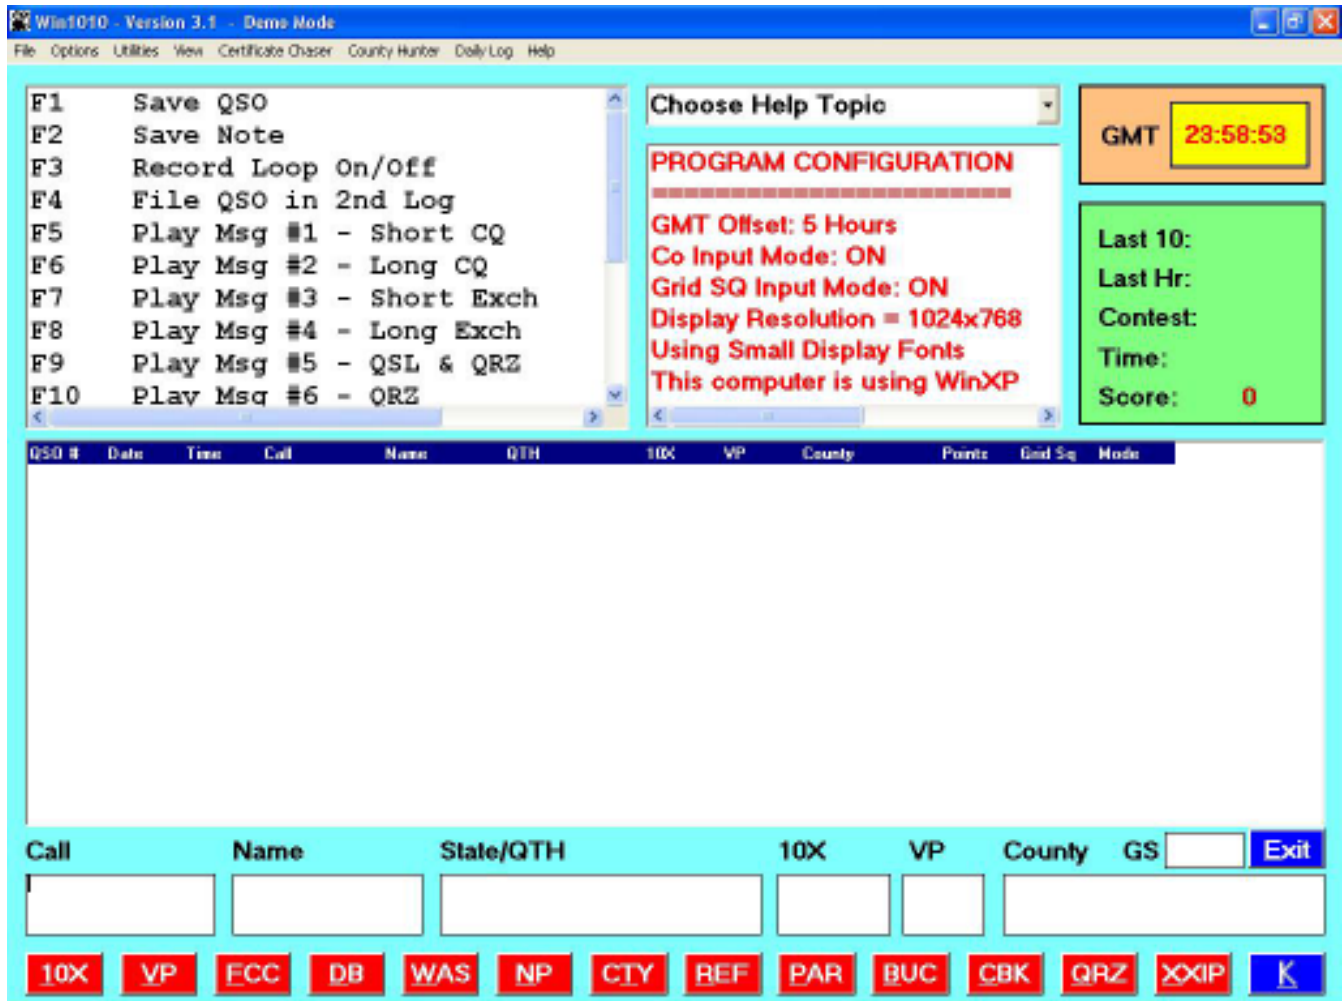 Win1010 - Version 3.1 - Demo Mode
File Options Utilities View Certificate Chaser County Hunter Daily Log Help
F1 Save QSO
F2 Save Note
F3 Record Loop On/Off
F4 File QSO in 2nd Log
F5 Play Msg #1 - Short CQ
F6 Play Msg #2 - Long CQ
F7 Play Msg #3 - Short Exch
F8 Play Msg #4 - Long Exch
F9 Play Msg #5 - QSL & QRZ
F10 Play Msg #6 - QRZ
Choose Help Topic
PROGRAM CONFIGURATION
========================
GMT Offset: 5 Hours
Co Input Mode: ON
Grid SQ Input Mode: ON
Display Resolution = 1024x768
Using Small Display Fonts
This computer is using WinXP
GMT 23:58:53
Last 10:
Last Hr:
Contest:
Time:
Score: 0
QSO # Date Time Call Name QTH 10X VP County Points Grid Sq Mode
Call Name State/QTH 10X VP County GS Exit
10X VP FCC DB WAS NP CTY REF PAR BUC CBK QRZ XXIP K